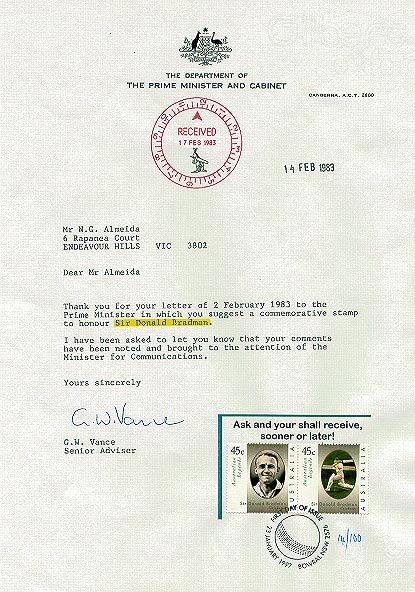 THE DEPARTMENT OF
THE PRIME MINISTER AND CABINET
CANBERRA, A.C.T. 2600
RECEIVED
17 FEB 1983
14 FEB 1983
Mr N.G. Almeida
6 Rapanea Court
ENDEAVOUR HILLS VIC 3802
Dear Mr Almeida
Thank you for your letter of 2 February 1983 to the
Prime Minister in which you suggest a commemorative stamp
to honour Sir Donald Bradman.
I have been asked to let you know that your comments
have been noted and brought to the attention of the
Minister for Communications.
Yours sincerely
G.W. Vance
G.W. Vance
Senior Adviser
Ask and your shall receive,
sooner or later!
45c
Australian Legends
Sir Donald Bradman
AUSTRALIA
45c
Australian Legends
Sir Donald Bradman
AUSTRALIA
FIRST DAY OF ISSUE
23 JANUARY 1997 BOWRAL NSW 2576